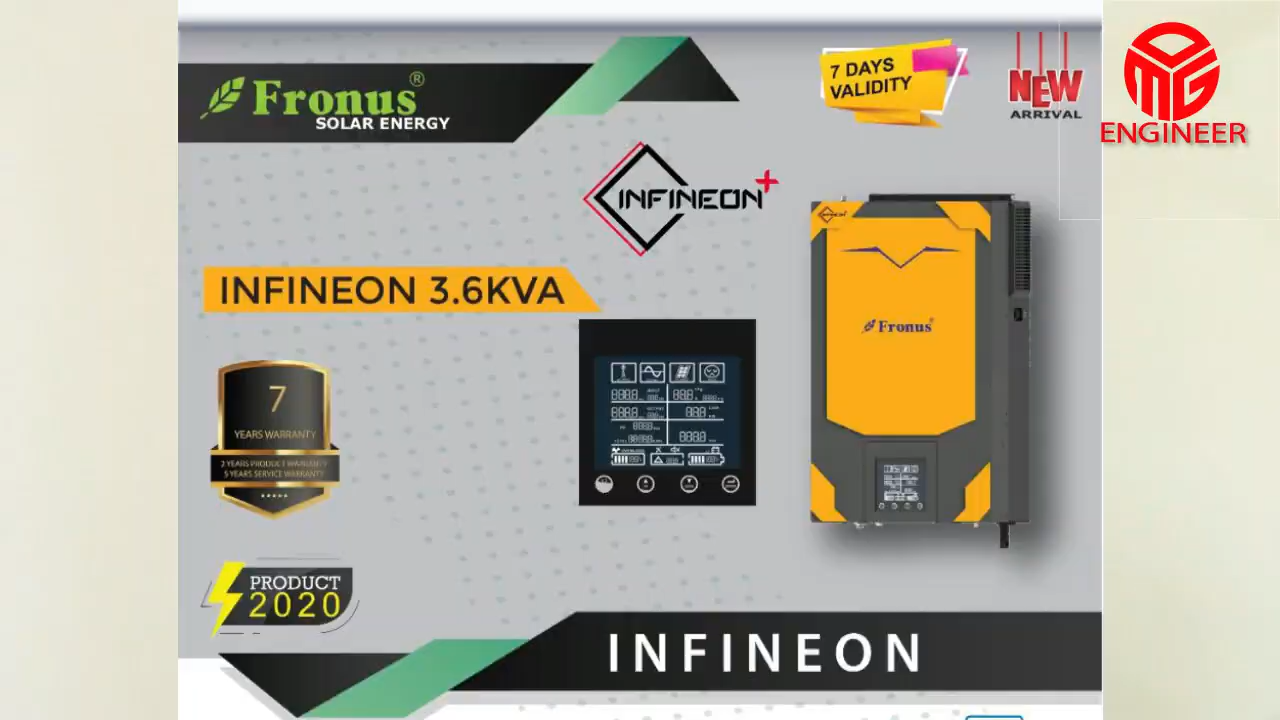 Fronus®
SOLAR ENERGY
7 DAYS
VALIDITY
NEW
ARRIVAL
MG
ENGINEER
INFINEON+
INFINEON 3.6KVA
Fronus
7
YEARS WARRANTY
2 YEARS PRODUCT WARRANTY
5 YEARS SERVICE WARRANTY
PRODUCT
2020
INFINEON